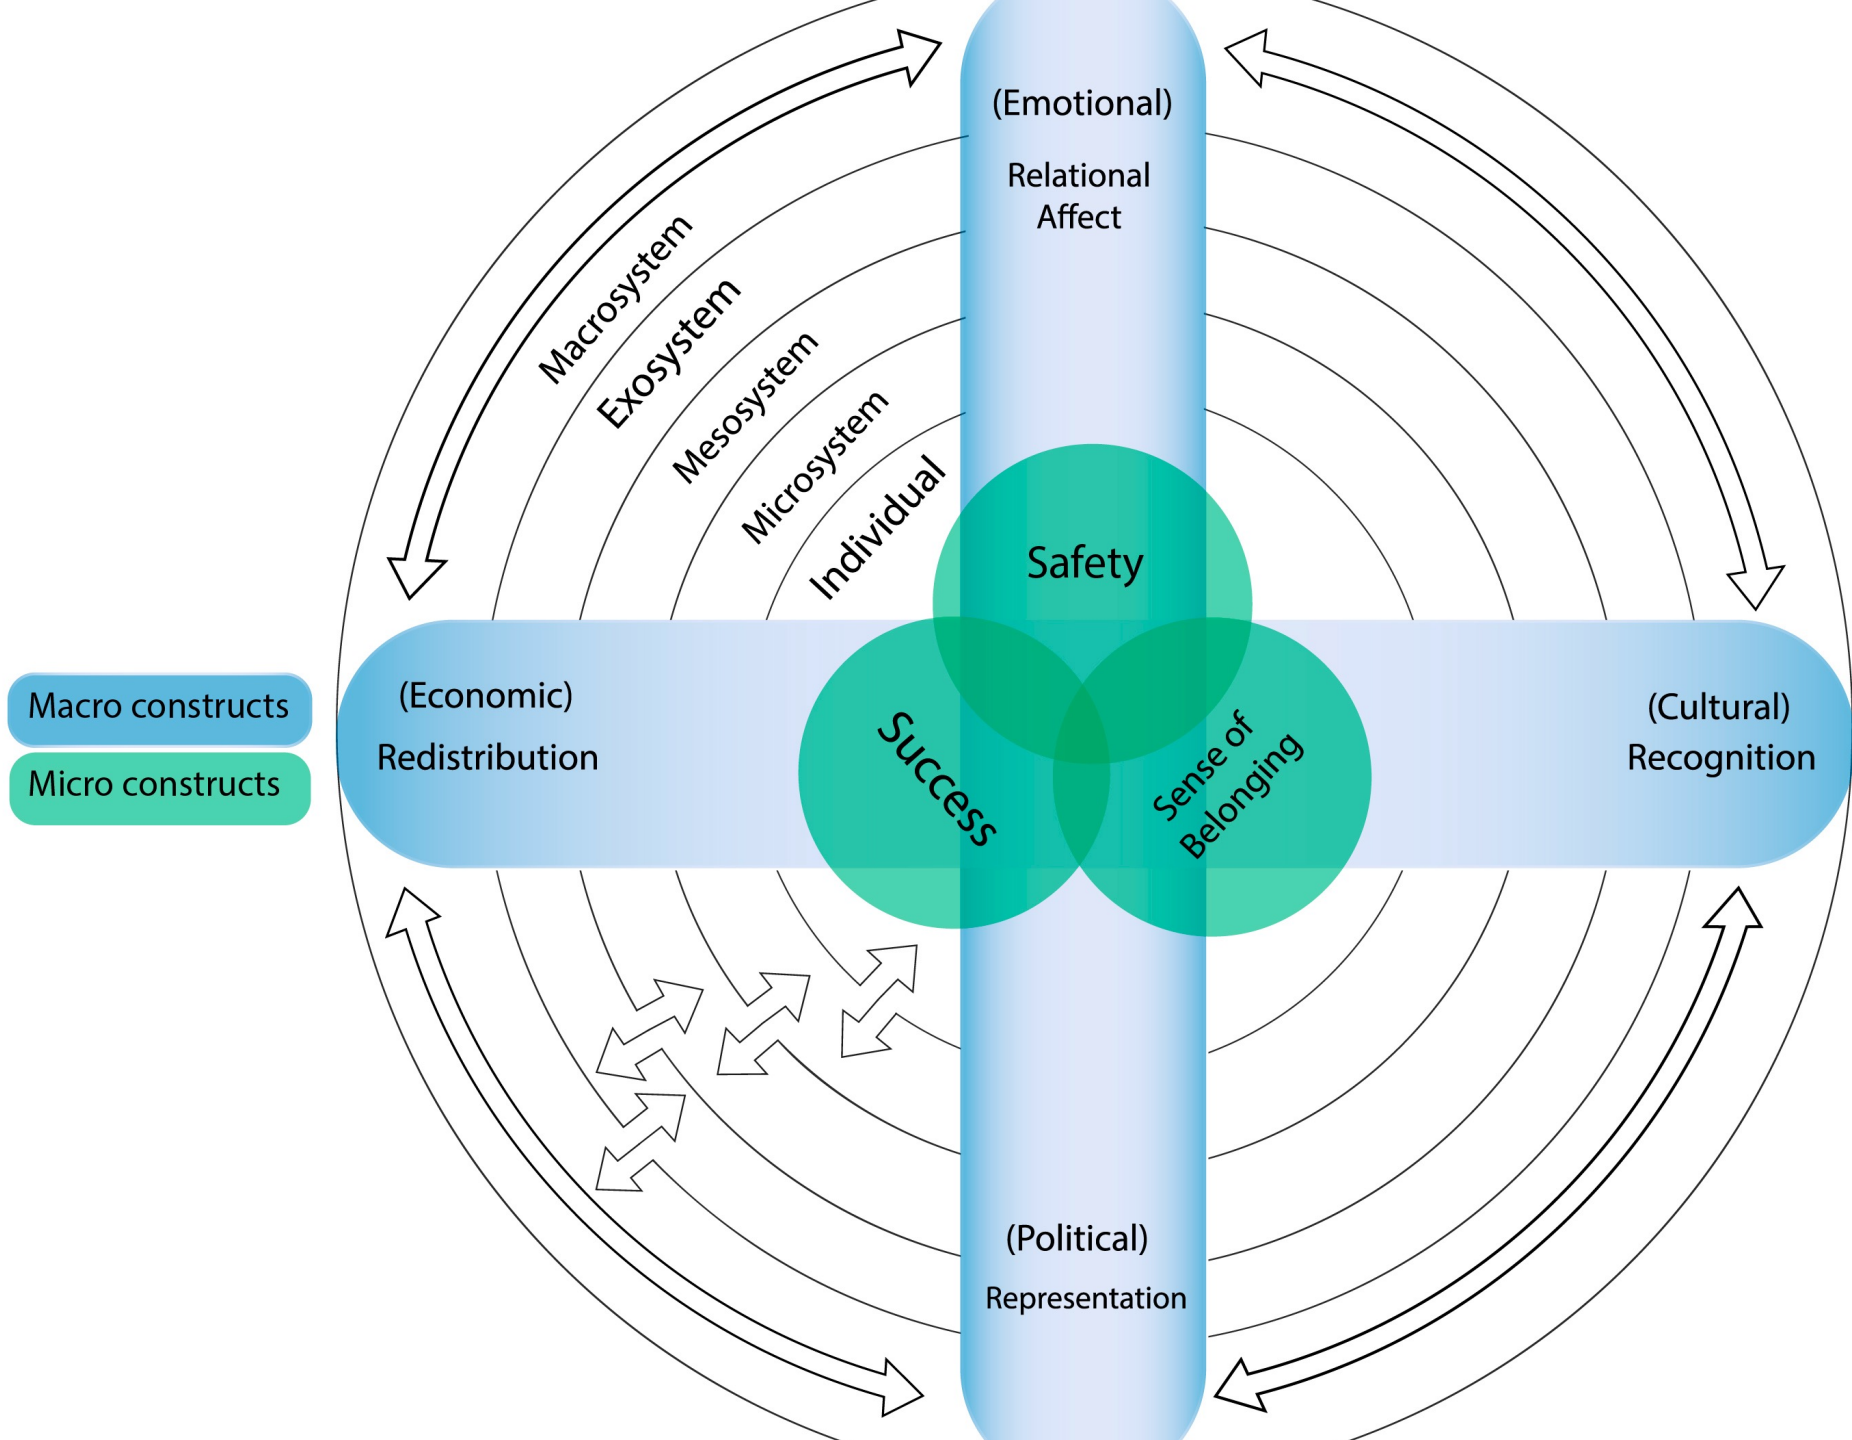 (Emotional)
Relational
Affect
Macrosystem
Exosystem
Mesosystem
Microsystem
Individual
Safety
Macro constructs
Micro constructs
(Economic)
Redistribution
Success
Sense of
Belonging
(Cultural)
Recognition
(Political)
Representation